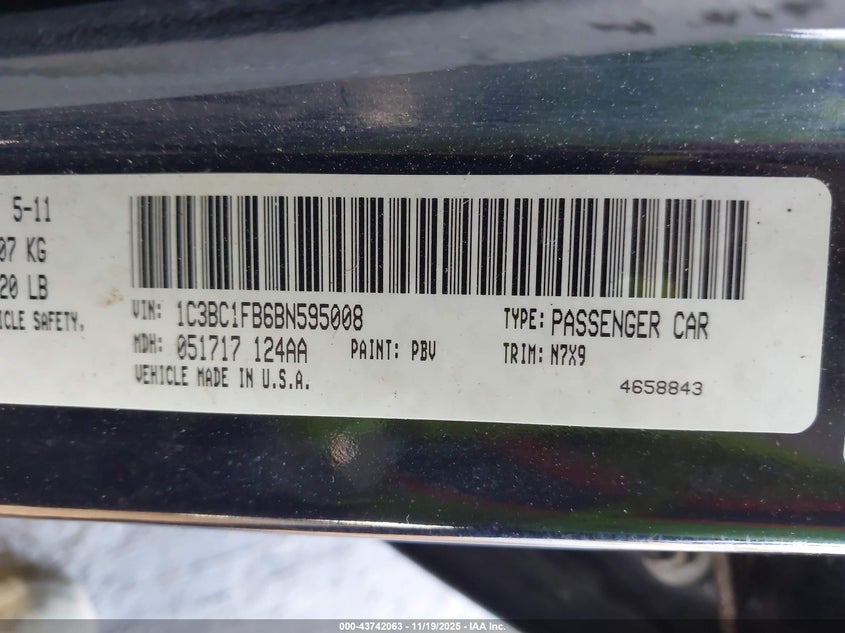 5-11
07 KG
20 LB
ICLE SAFETY.
VIN: 1C3BC1FB6BN595008 TYPE: PASSENGER CAR
MDH: 051717 124AA PAINT: PBV TRIM: N7X9
VEHICLE MADE IN U.S.A.
4658843
000-43742063 - 11/19/2025 - IAA Inc.